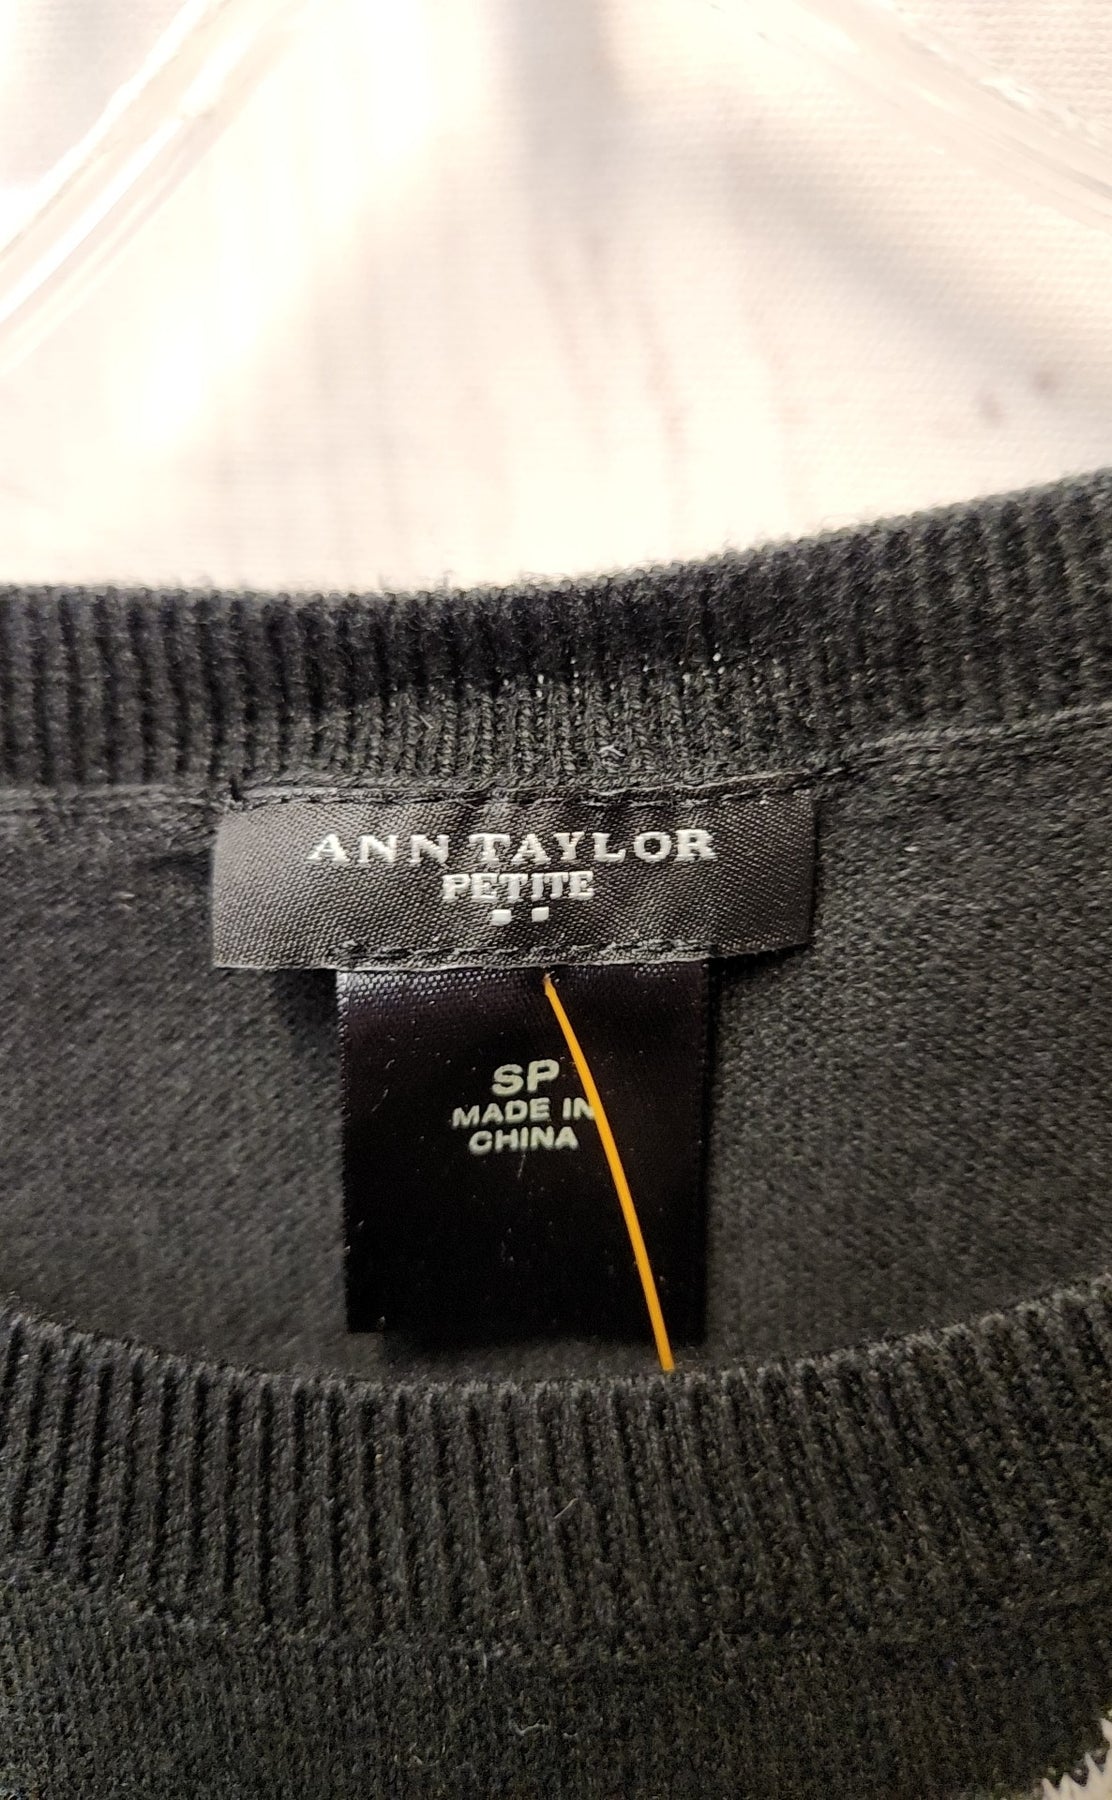 ANN TAYLOR
PETITE
SP
MADE IN
CHINA